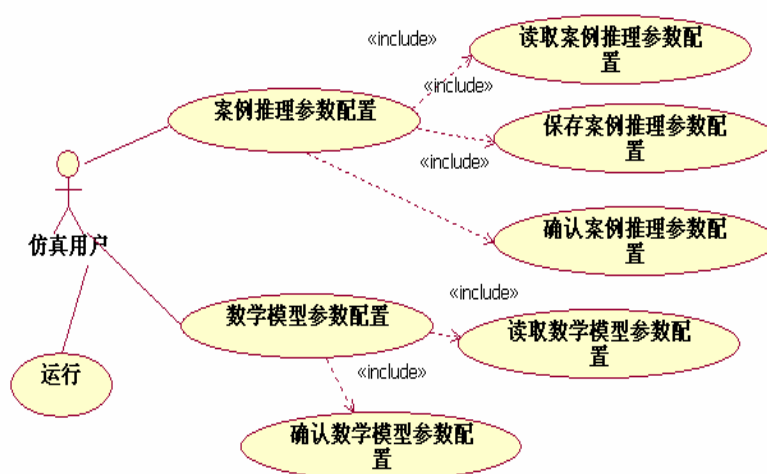 «include»
读取案例推理参数配
置
«include»
案例推理参数配置
保存案例推理参数配
置
«include»
确认案例推理参数配
置
仿真用户
«include»
数学模型参数配置
读取数学模型参数配
置
«include»
运行
确认数学模型参数配
置